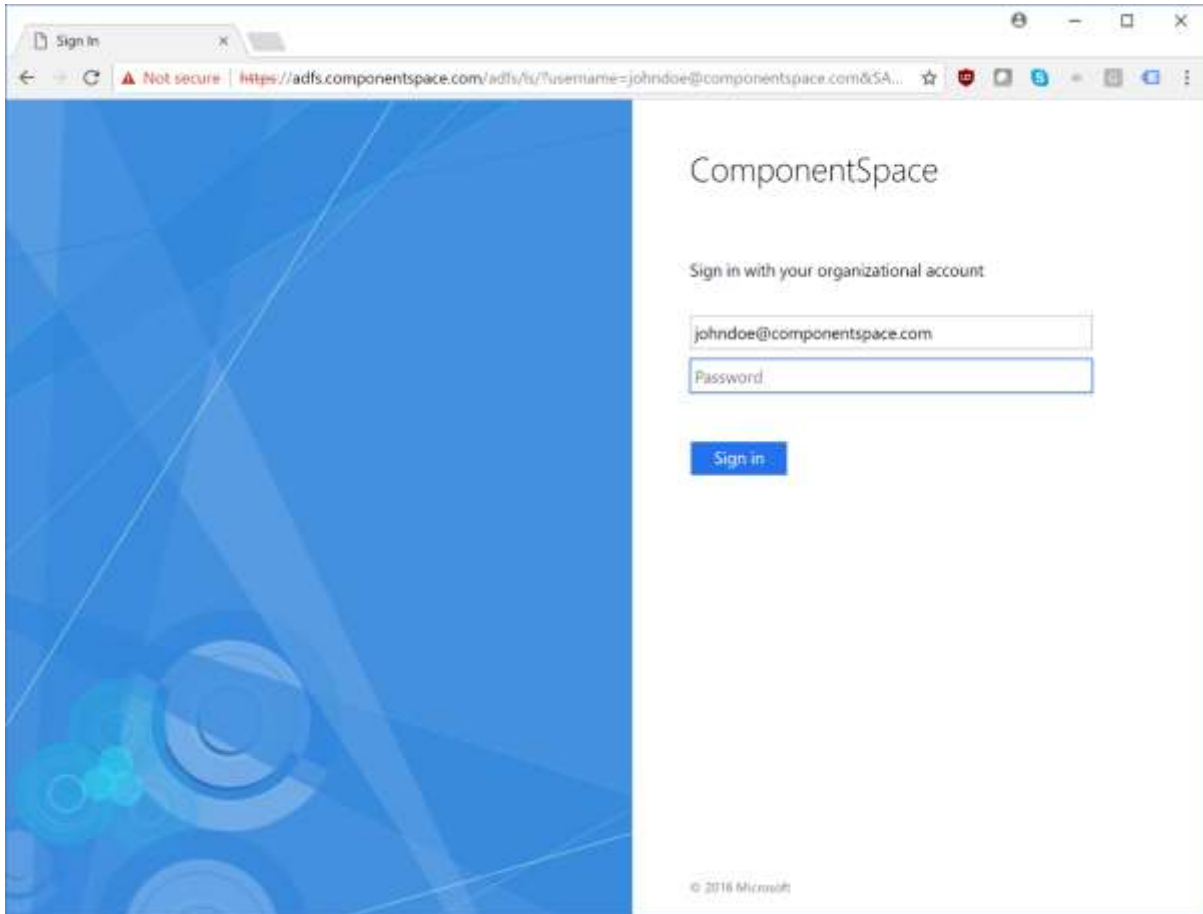 Sign In
Not secure | https://adfs.componentspace.com/adfs/ls/?username=johndoe@componentspace.com&SA...
ComponentSpace
Sign in with your organizational account
johndoe@componentspace.com
Password
Sign in
© 2016 Microsoft